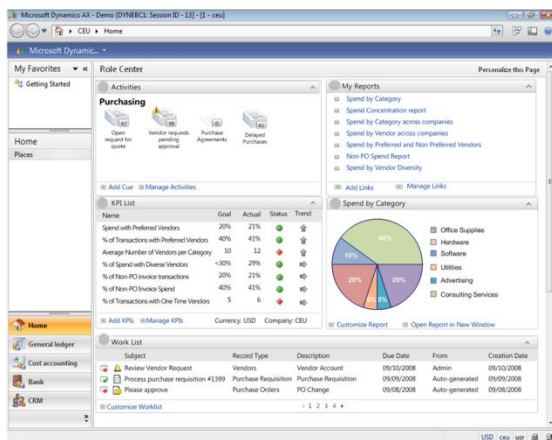 Microsoft Dynamics AX - Demo [DYNEBC1: Session ID - 13] - [1 - ceu]
CEU ▸ Home
Microsoft Dynamic...
My Favorites
Getting Started
Home
Places
Home
General ledger
Cost accounting
Bank
CRM
Role Center
Personalize this Page
Activities
Purchasing
Open request for quote
Vendor requests pending approval
Purchase Agreements
Delayed Purchases
Add Cue
Manage Activities
My Reports
Spend by Category
Spend Concentration report
Spend by Category across companies
Spend by Vendor across companies
Spend by Preferred and Non Preferred Vendors
Non PO Spend Report
Spend by Vendor Diversity
Add Links
Manage Links
KPI List
Name Goal Actual Status Trend
Spend with Preferred Vendors 20% 21%
% of Transactions with Preferred Vendors 40% 41%
Average Number of Vendors per Category 10 12
% of Spend with Diverse Vendors <30% 29%
% of Non-PO Invoice transactions 20% 21%
% of Non-PO Invoice Spend 40% 41%
% of Transactions with One Time Vendors 5 6
Add KPIs Manage KPIs Currency: USD Company: CEU
Spend by Category
10%
29%
5%
5%
Office Supplies
Hardware
Software
Utilities
Advertising
Consulting Services
Customize Report
Open Report in New Window
Work List
Subject Record Type Description Due Date From Creation Date
Review Vendor Request Vendors Vendor Account 09/10/2008 Admin 09/10/2008
Process purchase requisition #1399 Purchase Requisition Purchase Requisition 09/09/2008 Auto-generated 09/09/2008
Please approve Purchase Orders PO Change 09/08/2008 Auto-generated 09/08/2008
Customize Worklist 1 2 3 4
USD ceu usr